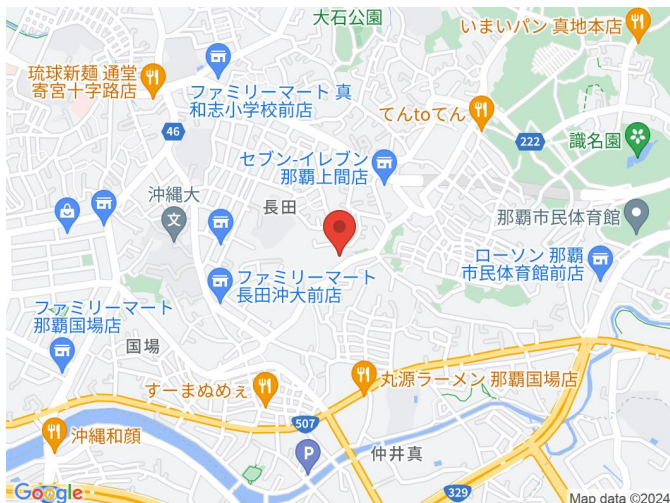 大石公園
いまいパン 真地本店
琉球新麺 通堂
寄宮十字路店
ファミリーマート 真
和志小学校前店
てんtoてん
46
222
識名園
セブン-イレブン
那覇上間店
沖縄大
文
長田
那覇市民体育館
ローソン 那覇
市民体育館前店
ファミリーマート
長田沖大前店
ファミリーマート
那覇国場店
国場
すーまぬめぇ
丸源ラーメン 那覇国場店
507
沖縄和顔
P
仲井真
329
Google
Map data ©2024